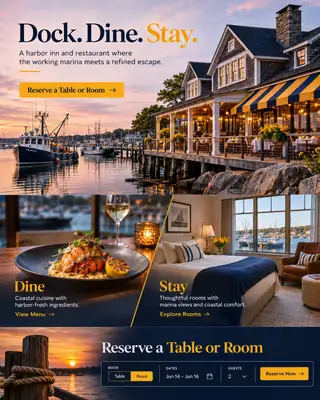 Dock. Dine. Stay.
A harbor inn and restaurant where
the working marina meets a refined escape.
Reserve a Table or Room →
Dine
Coastal cuisine with
harbor-fresh ingredients.
View Menu →
Stay
Thoughtful rooms with
marina views and coastal comfort.
Explore Rooms →
Reserve a Table or Room
BOOK
Table Room
DATES
Jun 14 – Jun 16
GUESTS
2
Reserve Now →